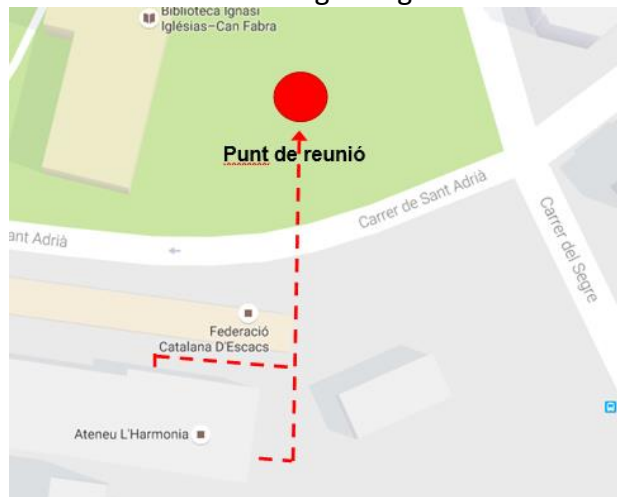 Biblioteca Ignasi
Iglésias-Can Fabra
Punt de reunió
Carrer de Sant Adrià
Carrer del Segre
ant Adrià
Federació
Catalana D'Escacs
Ateneu L'Harmonia